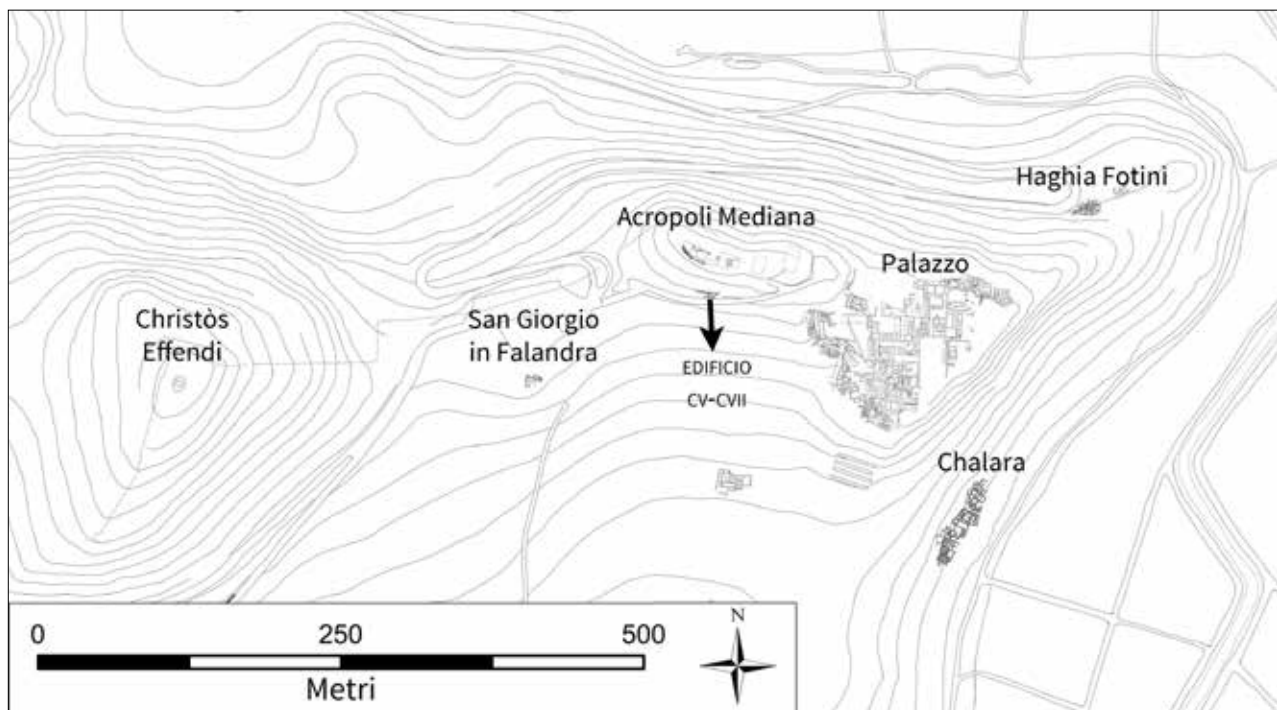 Haghia Fotini
Acropoli Mediana
Palazzo
Christòs
Effendi
San Giorgio
in Falandra
EDIFICIO
CV-CVII
Chalara
0 250 500
Metri
N